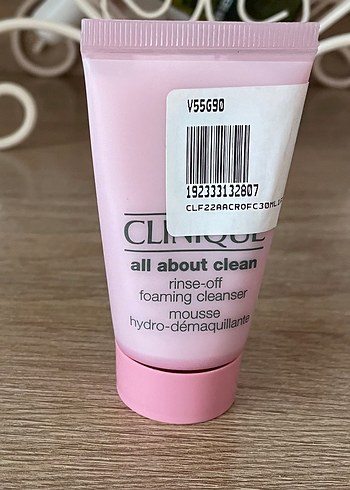 V55G90
192333132807
CLF22AACROFC30ML
CLINIQUE
all about clean
rinse-off
foaming cleanser
mousse
hydro-démaquillante